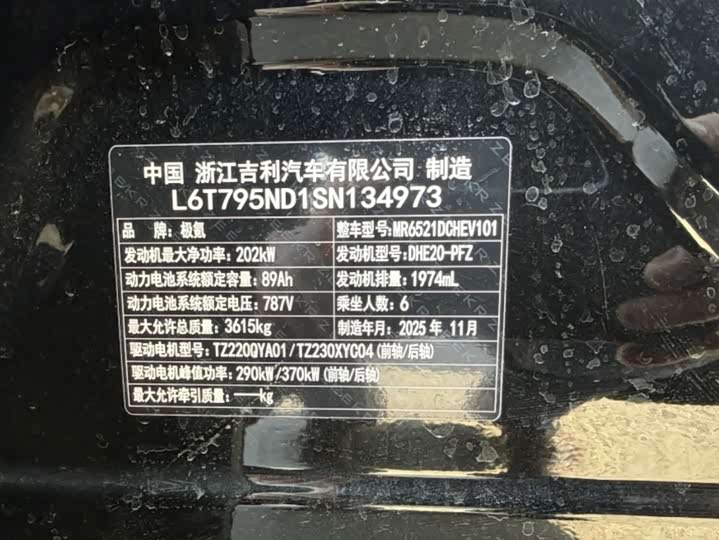 中国 浙江吉利汽车有限公司 制造
L6T795ND1SN134973
品 牌：极氪 整车型号：MR6521DCHEV101
发动机最大净功率：202kW 发动机型号：DHE20-PFZ
动力电池系统额定容量：89Ah 发动机排量：1974mL
动力电池系统额定电压：787V 乘坐人数：6
最大允许总质量：3615kg 制造年月：2025 年 11月
驱动电机型号：TZ220QYA01/TZ230XYC04(前轴/后轴)
驱动电机峰值功率：290kW/370kW(前轴/后轴)
最大允许牵引质量：——kg